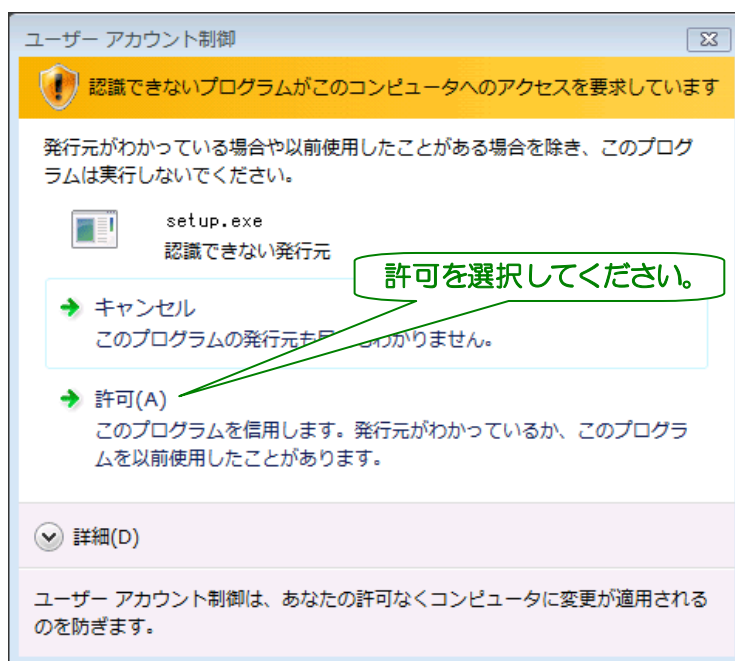 ユーザー アカウント制御
認識できないプログラムがこのコンピュータへのアクセスを要求しています
発行元がわかっている場合や以前使用したことがある場合を除き、このプログ
ラムは実行しないでください。
setup.exe
認識できない発行元
許可を選択してください。
キャンセル
このプログラムの発行元も わかりません。
許可(A)
このプログラムを信用します。発行元がわかっているか、このプログラ
ムを以前使用したことがあります。
詳細(D)
ユーザー アカウント制御は、あなたの許可なくコンピュータに変更が適用される
のを防ぎます。